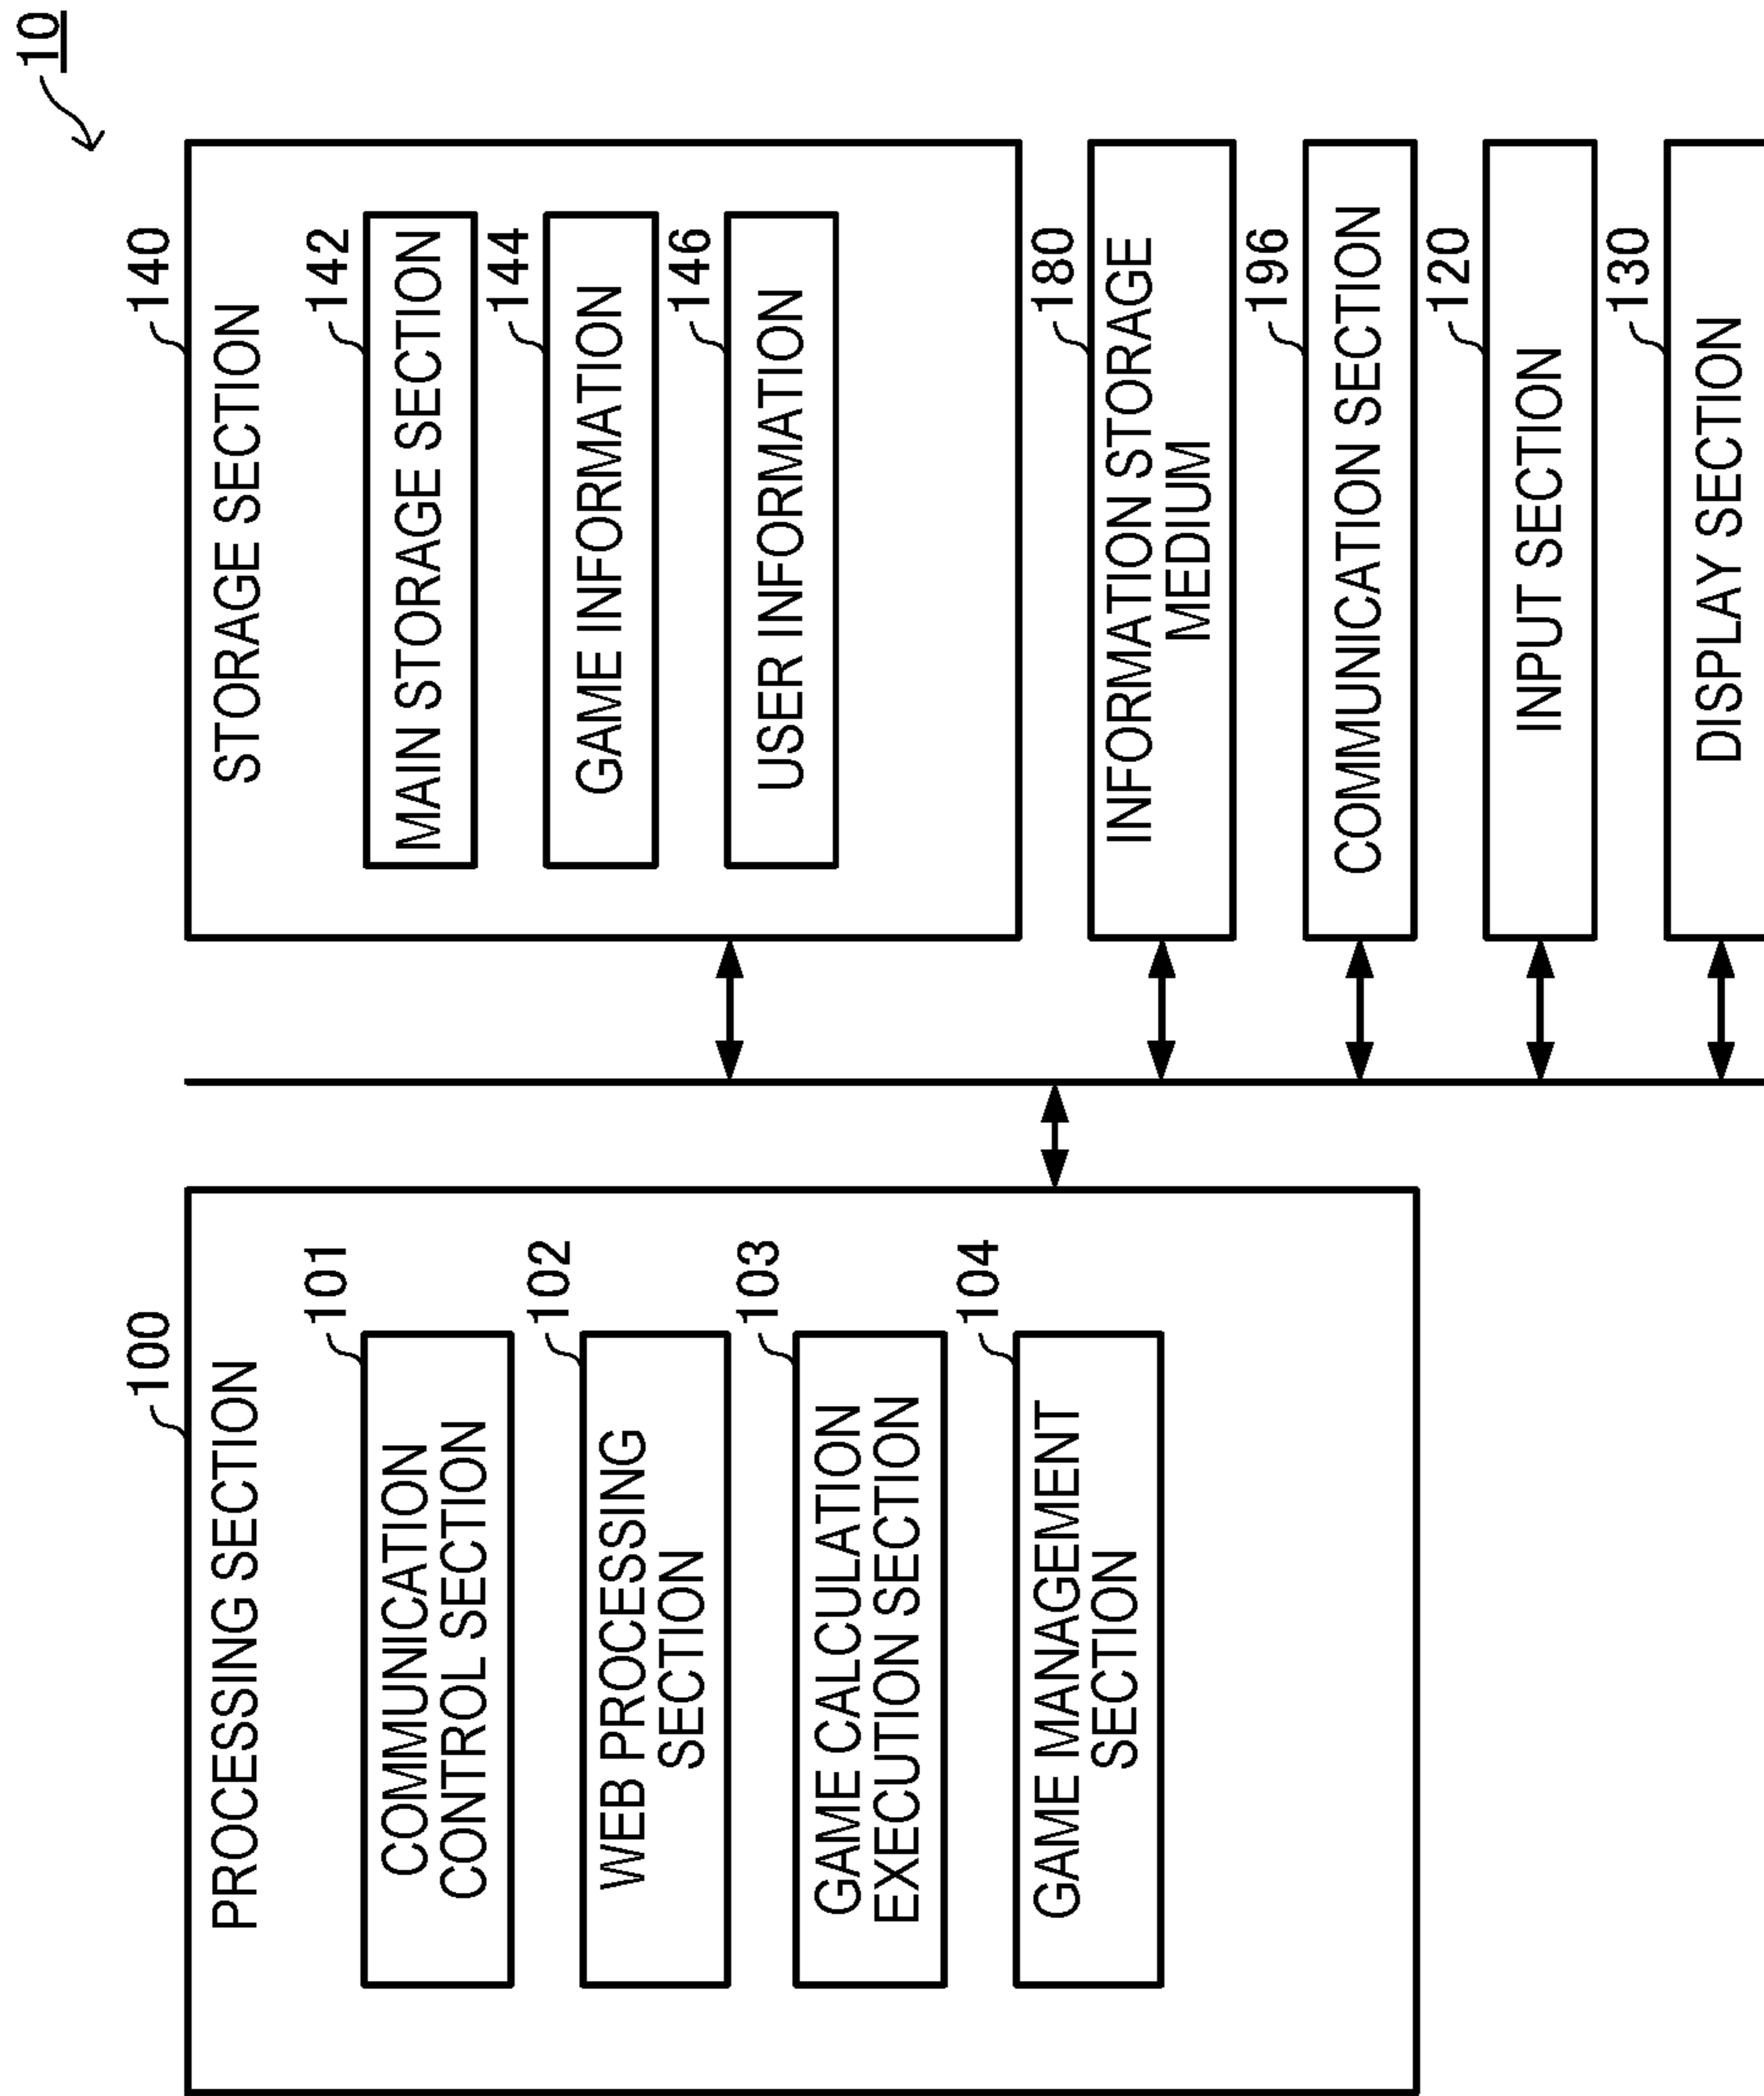 10
100
PROCESSING SECTION
101
COMMUNICATION
CONTROL SECTION
102
WEB PROCESSING
SECTION
103
GAME CALCULATION
EXECUTION SECTION
104
GAME MANAGEMENT
SECTION
140
STORAGE SECTION
142
MAIN STORAGE SECTION
144
GAME INFORMATION
146
USER INFORMATION
180
INFORMATION STORAGE
MEDIUM
196
COMMUNICATION SECTION
120
INPUT SECTION
130
DISPLAY SECTION